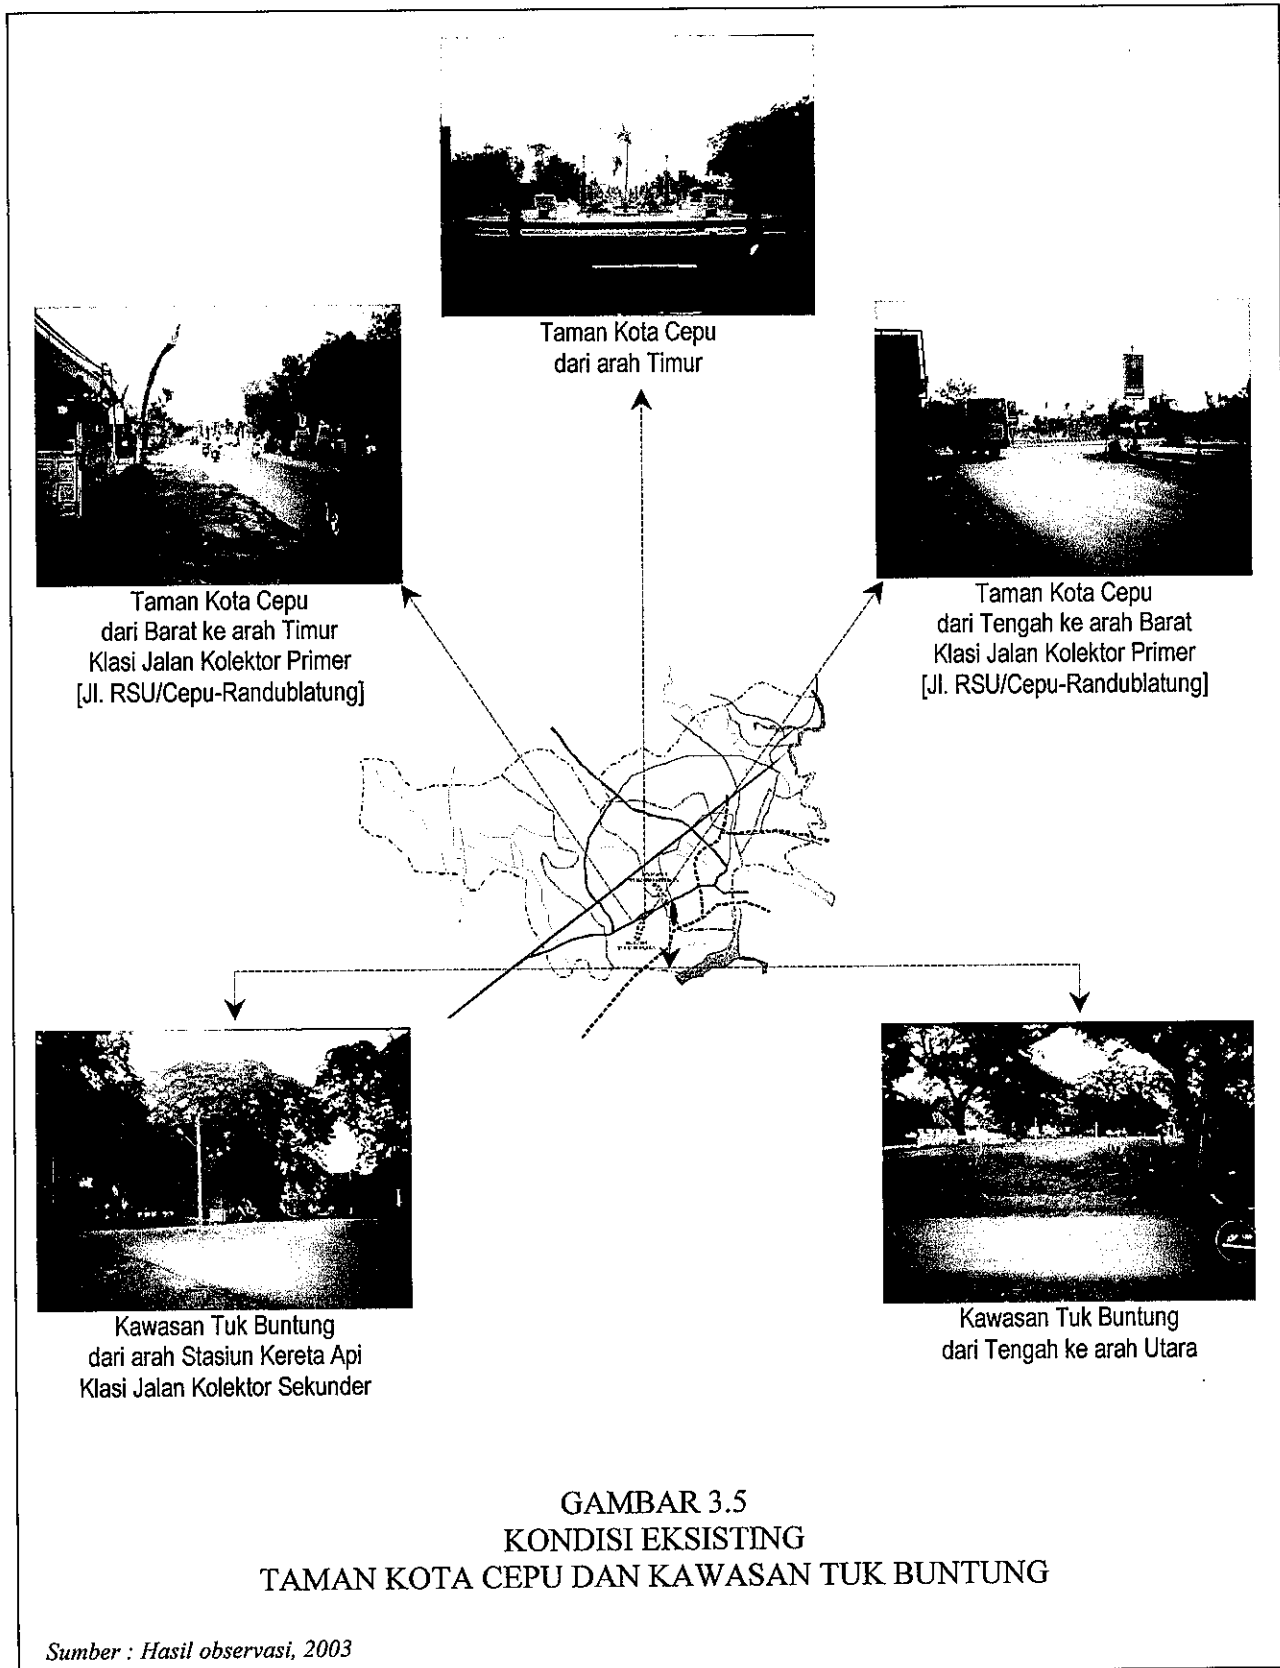 Taman Kota Cepu
dari arah Timur
Taman Kota Cepu
dari Barat ke arah Timur
Klasi Jalan Kolektor Primer
[Jl. RSU/Cepu-Randublatung]
Taman Kota Cepu
dari Tengah ke arah Barat
Klasi Jalan Kolektor Primer
[Jl. RSU/Cepu-Randublatung]
Kawasan Tuk Buntung
dari arah Stasiun Kereta Api
Klasi Jalan Kolektor Sekunder
Kawasan Tuk Buntung
dari Tengah ke arah Utara
GAMBAR 3.5
KONDISI EKSISTING
TAMAN KOTA CEPU DAN KAWASAN TUK BUNTUNG
Sumber : Hasil observasi, 2003